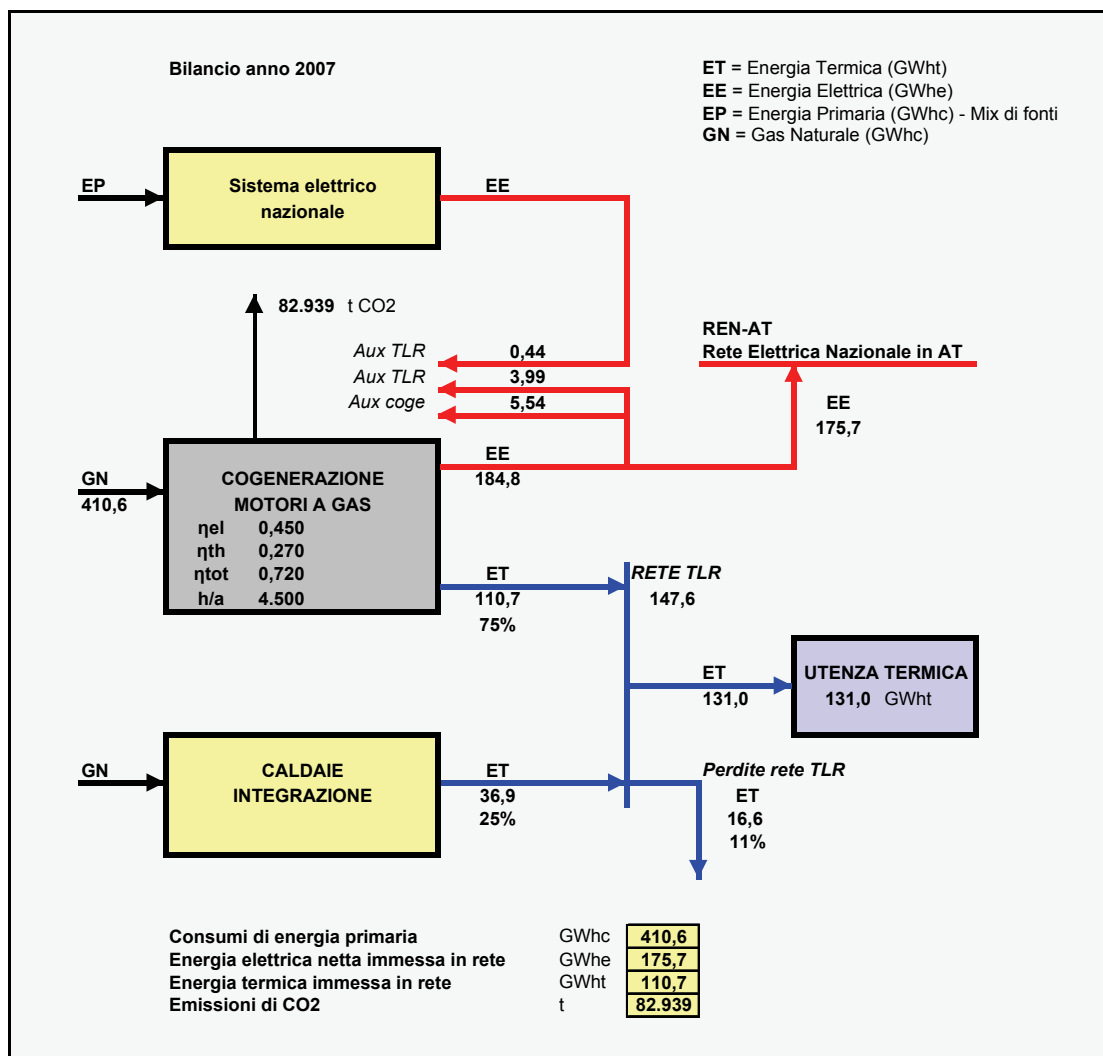 Bilancio anno 2007
ET = Energia Termica (GWht)
EE = Energia Elettrica (GWhe)
EP = Energia Primaria (GWhc) - Mix di fonti
GN = Gas Naturale (GWhc)
EP
Sistema elettrico
nazionale
EE
82.939 t CO2
Aux TLR 0,44
Aux TLR 3,99
Aux coge 5,54
REN-AT
Rete Elettrica Nazionale in AT
EE
175,7
GN
410,6
COGENERAZIONE
MOTORI A GAS
ηel 0,450
ηth 0,270
ηtot 0,720
h/a 4.500
EE
184,8
ET
110,7
75%
RETE TLR
147,6
ET
131,0
UTENZA TERMICA
131,0 GWht
GN
CALDAIE
INTEGRAZIONE
ET
36,9
25%
Perdite rete TLR
ET
16,6
11%
Consumi di energia primaria GWhc 410,6
Energia elettrica netta immessa in rete GWhe 175,7
Energia termica immessa in rete GWht 110,7
Emissioni di CO2 t 82.939